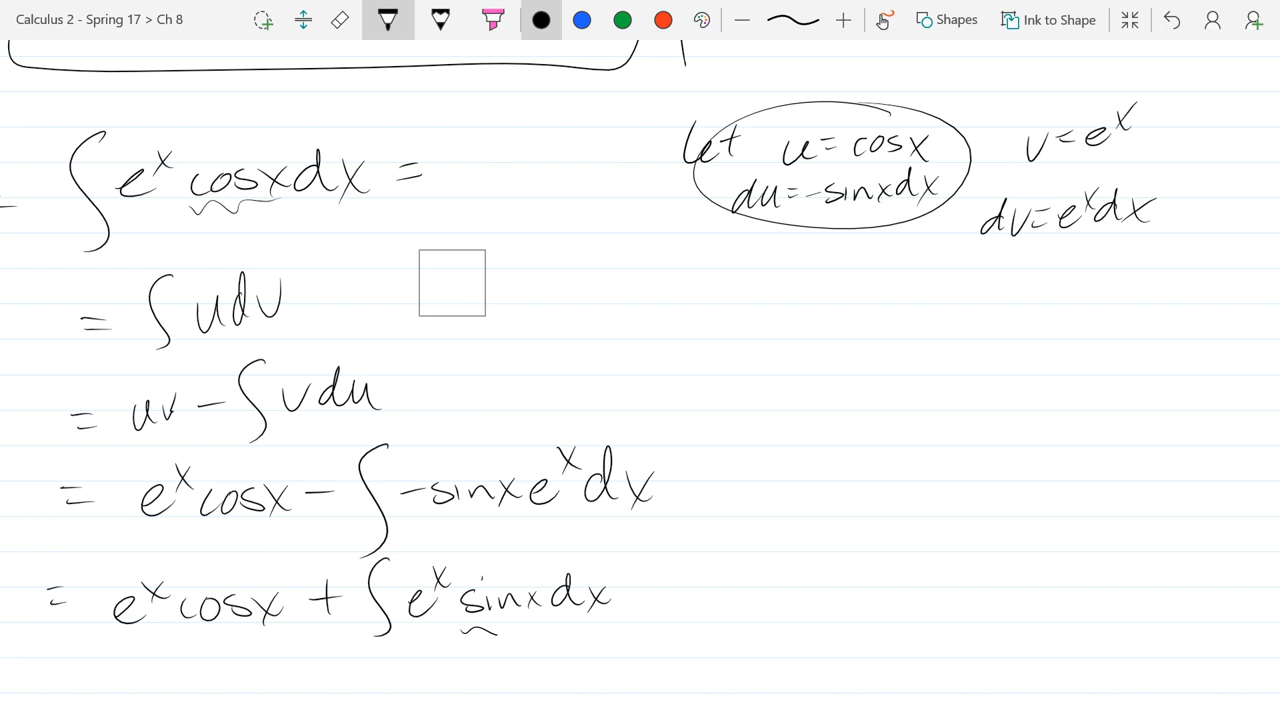 Calculus 2 - Spring 17 > Ch 8
Shapes
Ink to Shape
∫ e^x cosx dx =
let u = cosx
du = -sinx dx
v = e^x
dv = e^x dx
= ∫ u dv
= uv - ∫ v du
= e^x cosx - ∫ -sinx e^x dx
= e^x cosx + ∫ e^x sinx dx